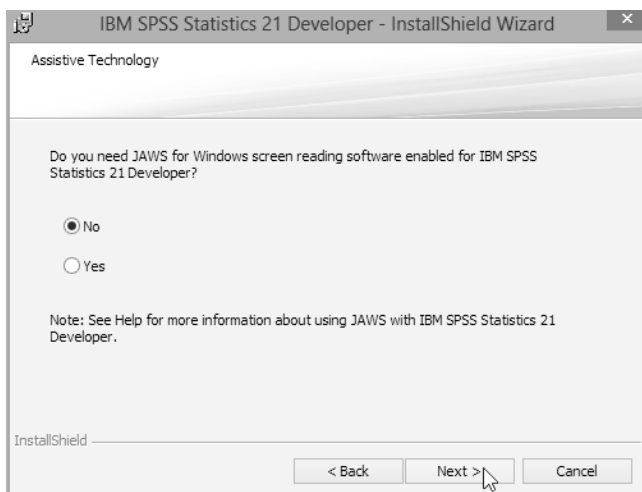 IBM SPSS Statistics 21 Developer - InstallShield Wizard
Assistive Technology
Do you need JAWS for Windows screen reading software enabled for IBM SPSS
Statistics 21 Developer?
No
Yes
Note: See Help for more information about using JAWS with IBM SPSS Statistics 21
Developer.
InstallShield
< Back Next > Cancel